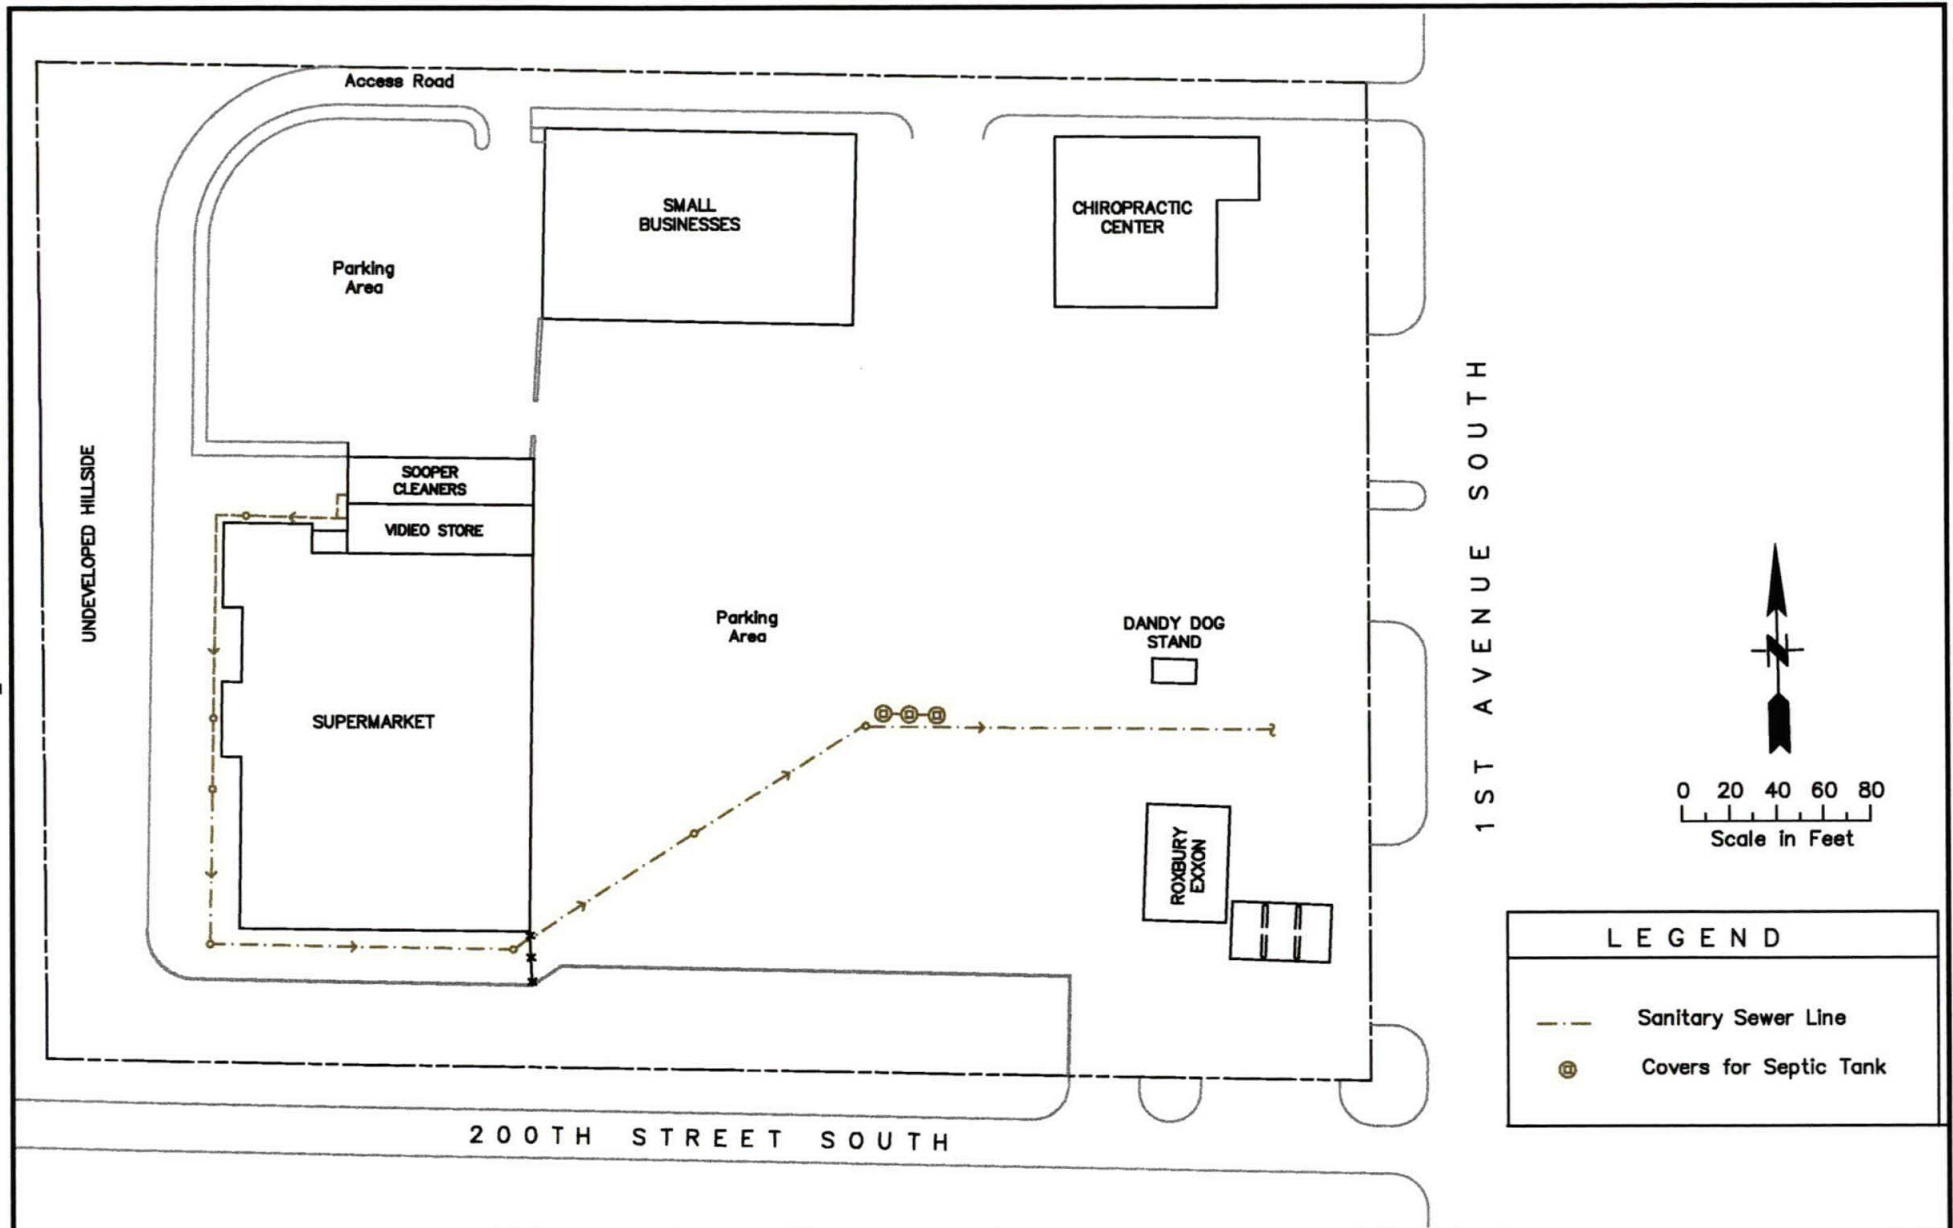 Access Road
SMALL
BUSINESSES
CHIROPRACTIC
CENTER
Parking
Area
UNDEVELOPED HILLSIDE
SOOPER
CLEANERS
VIDIEO STORE
SUPERMARKET
Parking
Area
DANDY DOG
STAND
ROXBURY
EXXON
1ST AVENUE SOUTH
200TH STREET SOUTH
N
0 20 40 60 80
Scale in Feet
LEGEND
Sanitary Sewer Line
Covers for Septic Tank